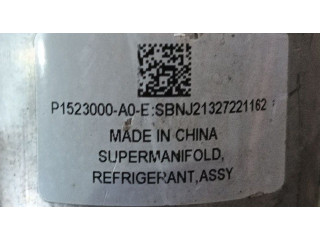 P1523000-A0-E:SBNJ21327221162
MADE IN CHINA
SUPERMANIFOLD,
REFRIGERANT,ASSY